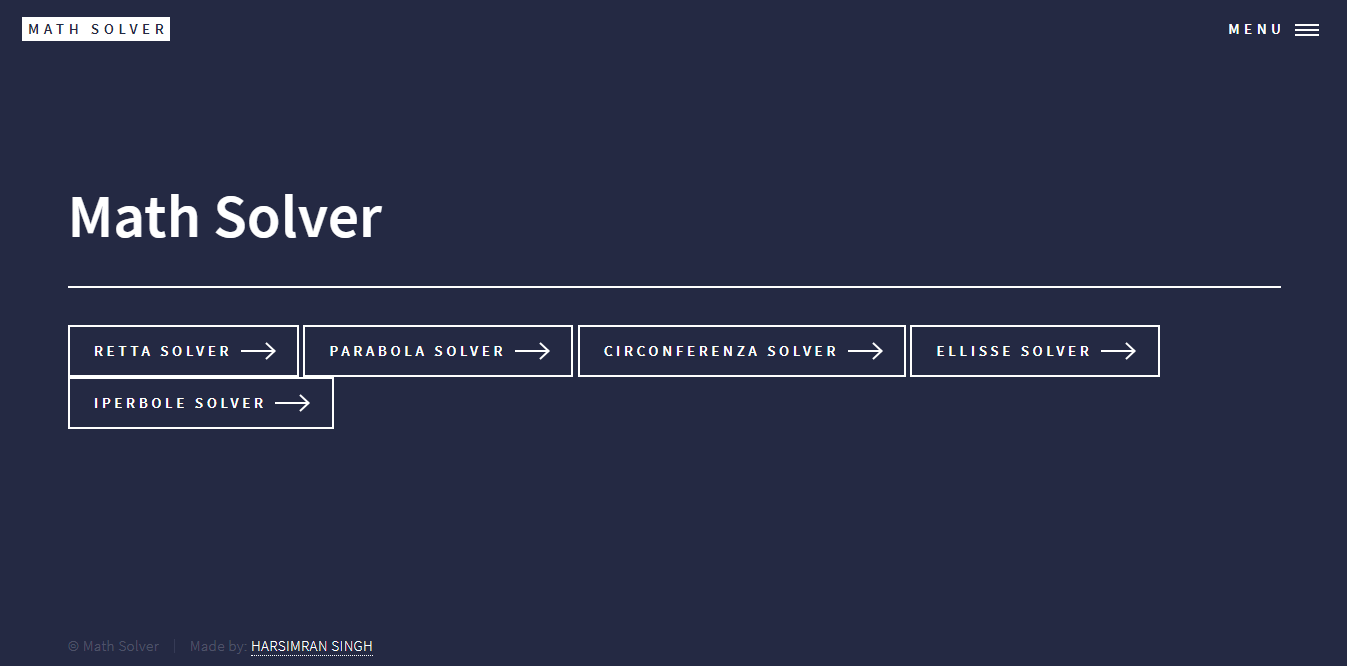 MATH SOLVER
MENU
Math Solver
RETTA SOLVER
PARABOLA SOLVER
CIRCONFERENZA SOLVER
ELLISSE SOLVER
IPERBOLE SOLVER
© Math Solver | Made by: HARSIMRAN SINGH